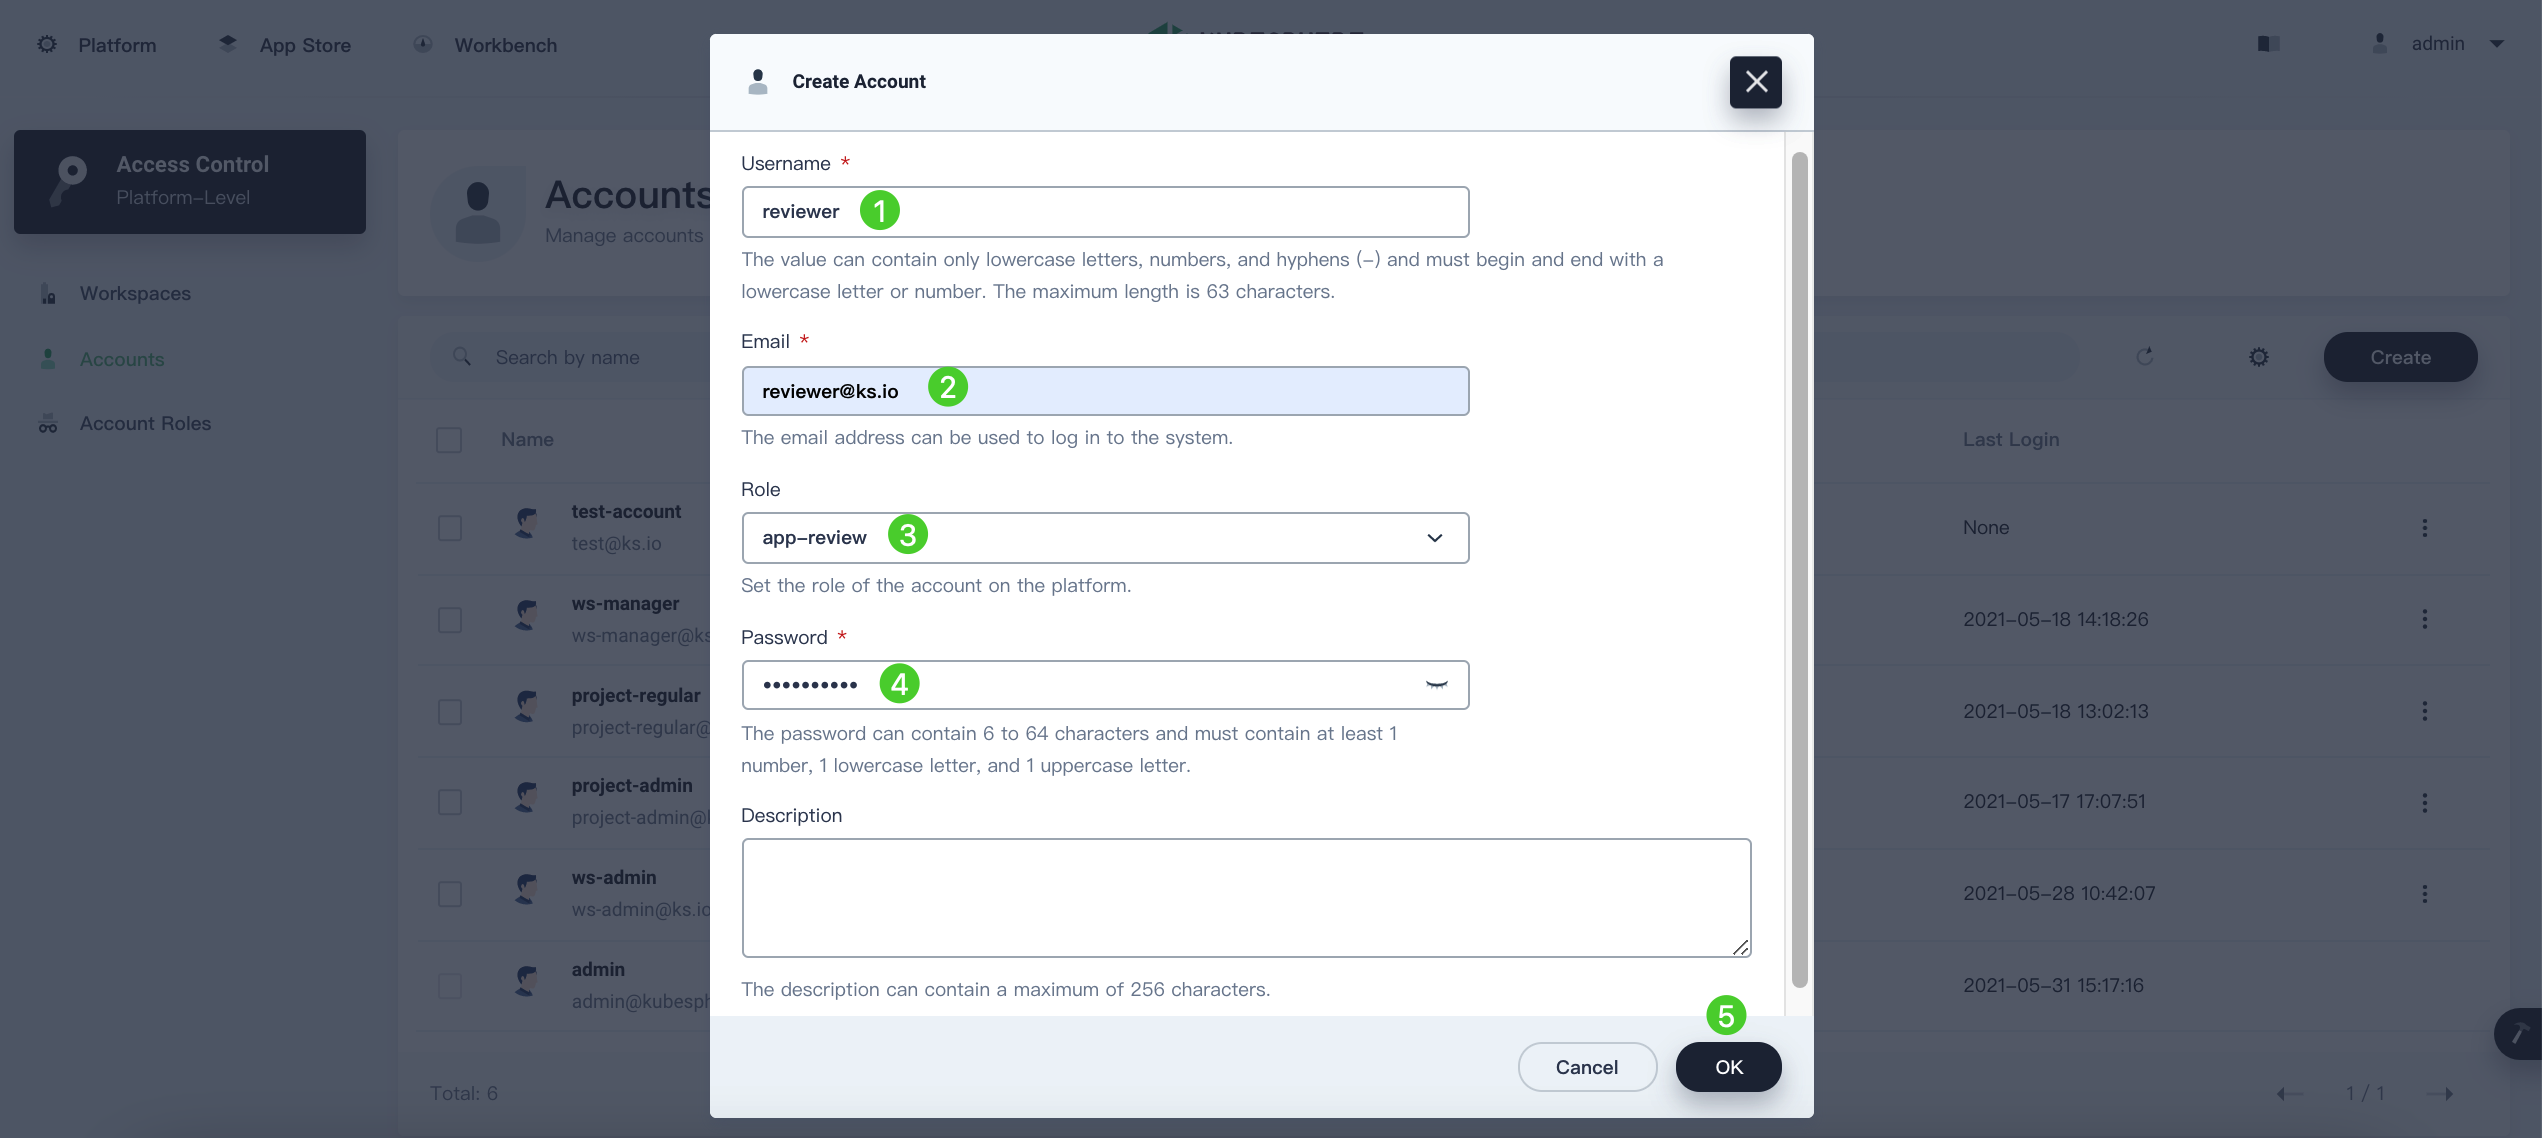 Platform
App Store
Workbench
admin
Access Control
Platform-Level
Workspaces
Accounts
Account Roles
Accounts
Manage accounts
Search by name
Create
Name
Last Login
test-account
test@ks.io
None
ws-manager
ws-manager@ks
2021-05-18 14:18:26
project-regular
project-regular@
2021-05-18 13:02:13
project-admin
project-admin@
2021-05-17 17:07:51
ws-admin
ws-admin@ks.io
2021-05-28 10:42:07
admin
admin@kubesph
2021-05-31 15:17:16
Total: 6
1 / 1
Create Account
Username *
reviewer 1
The value can contain only lowercase letters, numbers, and hyphens (-) and must begin and end with a
lowercase letter or number. The maximum length is 63 characters.
Email *
reviewer@ks.io 2
The email address can be used to log in to the system.
Role
app-review 3
Set the role of the account on the platform.
Password *
•••••••••• 4
The password can contain 6 to 64 characters and must contain at least 1
number, 1 lowercase letter, and 1 uppercase letter.
Description
The description can contain a maximum of 256 characters.
5
Cancel
OK